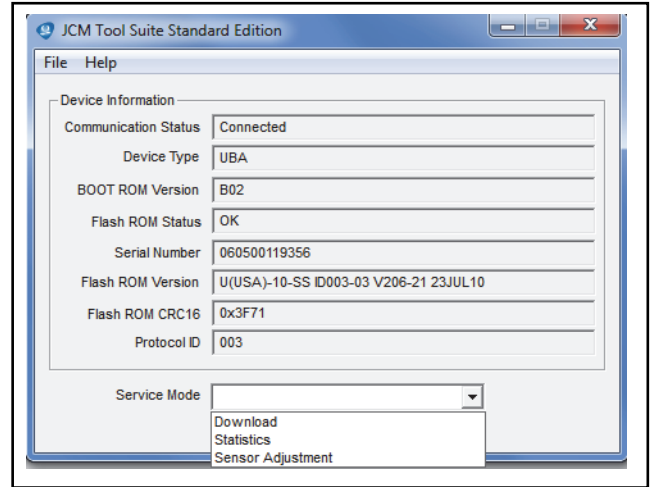 JCM Tool Suite Standard Edition
File Help
Device Information
Communication Status Connected
Device Type UBA
BOOT ROM Version B02
Flash ROM Status OK
Serial Number 060500119356
Flash ROM Version U(USA)-10-SS ID003-03 V206-21 23JUL10
Flash ROM CRC16 0x3F71
Protocol ID 003
Service Mode
Download
Statistics
Sensor Adjustment